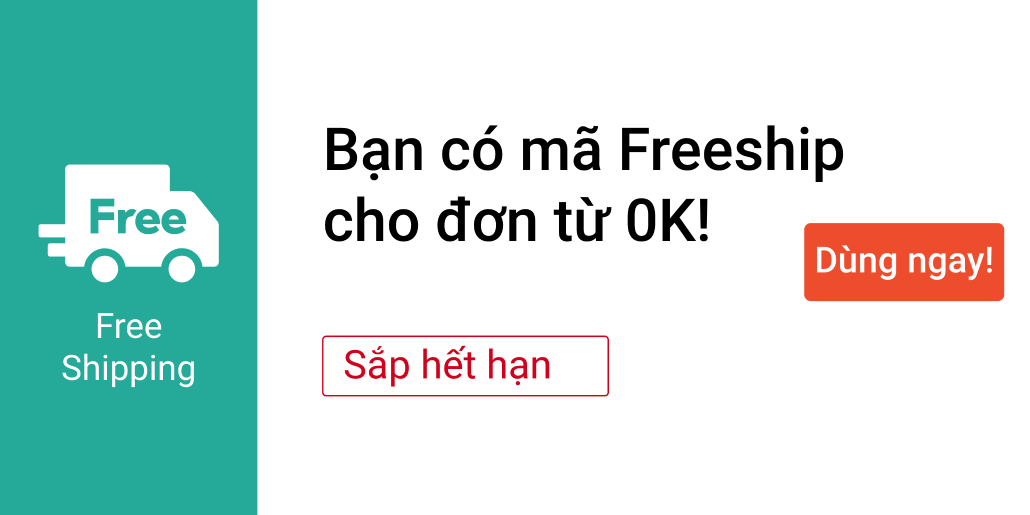 Free
Free
Shipping
Bạn có mã Freeship
cho đơn từ 0K!
Dùng ngay!
Sắp hết hạn